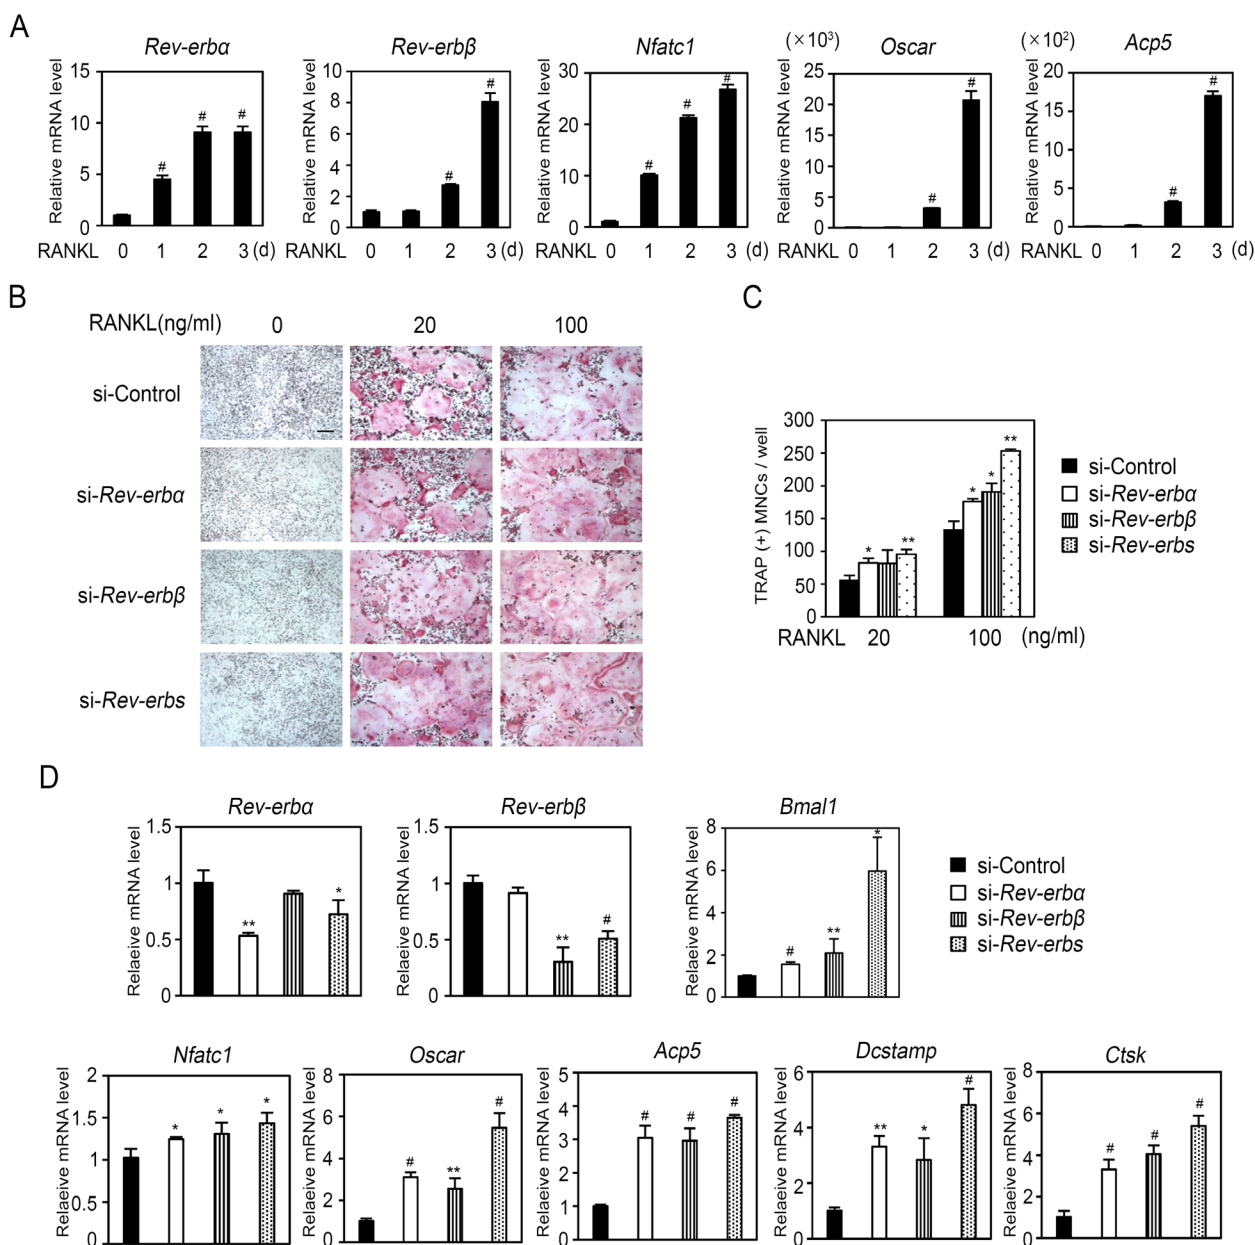 A
Rev-erbα
Rev-erbβ
Nfatc1
(×10³)
Oscar
(×10²)
Acp5
Relative mRNA level
15
10
5
0
#
#
#
RANKL 0 1 2 3 (d)
Relative mRNA level
10
8
6
4
2
0
#
#
RANKL 0 1 2 3 (d)
Relative mRNA level
30
20
10
0
#
#
#
RANKL 0 1 2 3 (d)
Relative mRNA level
25
20
15
10
5
0
#
#
RANKL 0 1 2 3 (d)
Relative mRNA level
20
15
10
5
0
#
#
RANKL 0 1 2 3 (d)
B
RANKL(ng/ml) 0 20 100
si-Control
si-Rev-erbα
si-Rev-erbβ
si-Rev-erbs
C
TRAP (+) MNCs / well
300
250
200
150
100
50
0
*
**
*
*
**
RANKL 20 100 (ng/ml)
si-Control
si-Rev-erbα
si-Rev-erbβ
si-Rev-erbs
D
Rev-erbα
Relaeive mRNA level
1.5
1
0.5
0
**
*
Rev-erbβ
Relaeive mRNA level
1.5
1
0.5
0
**
#
Bmal1
Relaeive mRNA level
8
6
4
2
0
#
**
*
si-Control
si-Rev-erbα
si-Rev-erbβ
si-Rev-erbs
Nfatc1
Relaeive mRNA level
2
1.5
1
0.5
0
*
*
*
Oscar
Relaeive mRNA level
8
6
4
2
0
#
**
#
Acp5
Relaeive mRNA level
5
4
3
2
1
0
#
#
#
Dcstamp
Relaeive mRNA level
6
4
2
0
**
*
#
Ctsk
Relaeive mRNA level
8
6
4
2
0
#
#
#